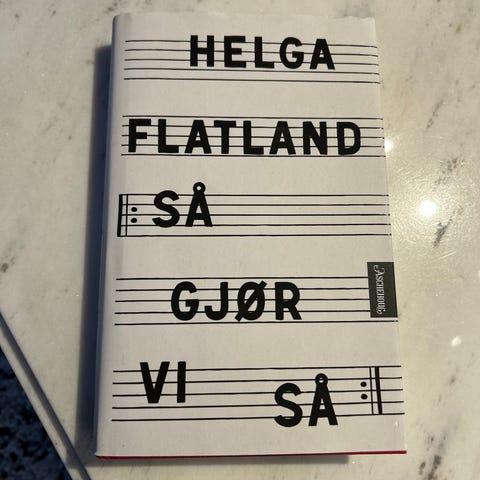 HELGA
FLATLAND
SÅ
GJØR
VI
SÅ
ASCHEHOUG